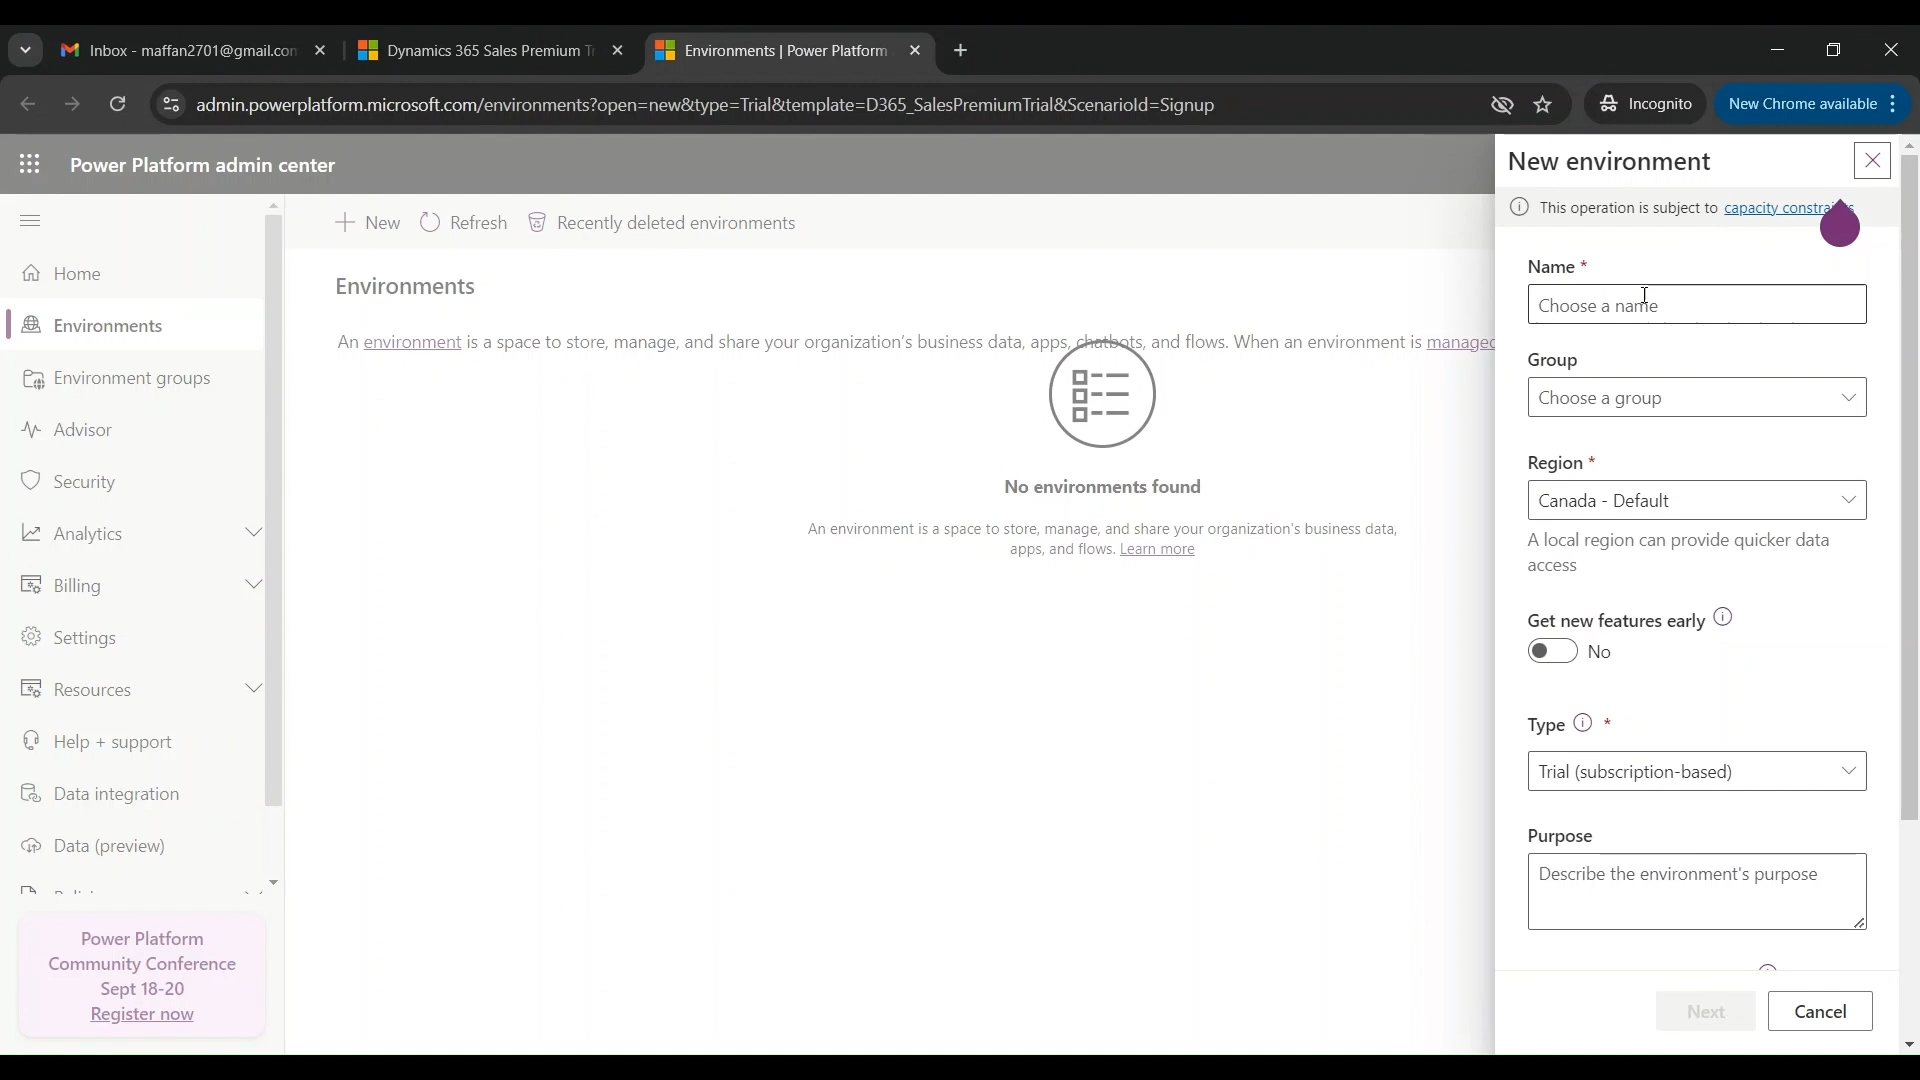 Inbox - maffan2701@gmail.con
Dynamics 365 Sales Premium Tr
Environments | Power Platform
admin.powerplatform.microsoft.com/environments?open=new&type=Trial&template=D365_SalesPremiumTrial&ScenarioId=Signup
Incognito
New Chrome available
Power Platform admin center
New environment
This operation is subject to capacity constraints
New
Refresh
Recently deleted environments
Home
Environments
Environment groups
Advisor
Security
Analytics
Billing
Settings
Resources
Help + support
Data integration
Data (preview)
Power Platform
Community Conference
Sept 18-20
Register now
Environments
An environment is a space to store, manage, and share your organization's business data, apps, chatbots, and flows. When an environment is managed
No environments found
An environment is a space to store, manage, and share your organization's business data,
apps, and flows. Learn more
Name *
Choose a name
Group
Choose a group
Region *
Canada - Default
A local region can provide quicker data
access
Get new features early
No
Type *
Trial (subscription-based)
Purpose
Describe the environment's purpose
Next
Cancel